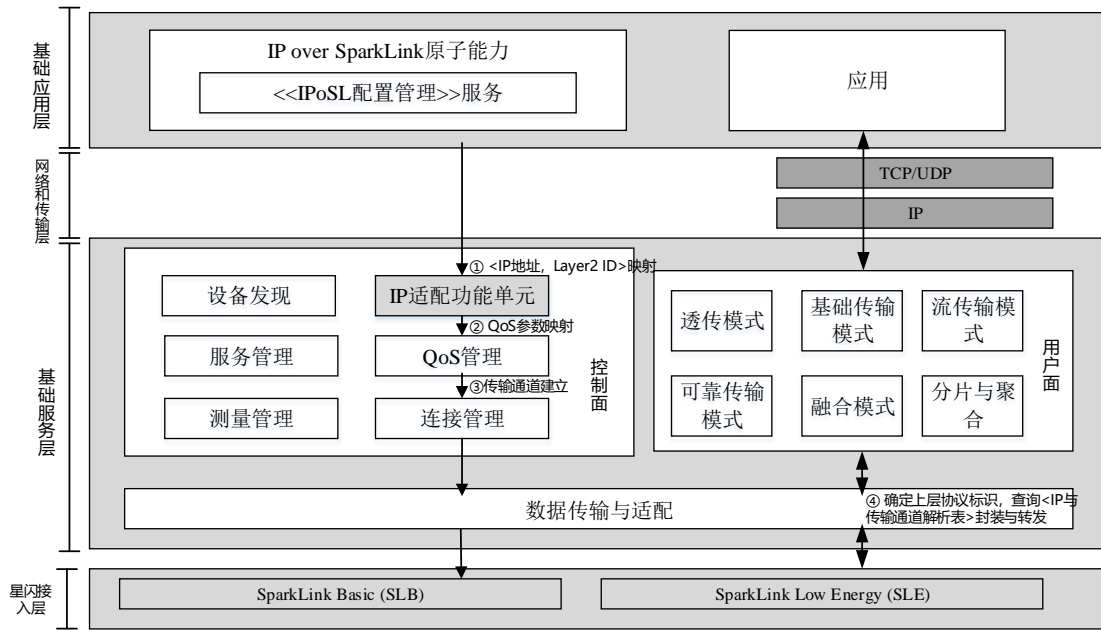 基础应用层
IP over SparkLink原子能力
<<IPoSL配置管理>>服务
应用
网络和传输层
TCP/UDP
IP
基础服务层
① <IP地址，Layer2 ID>映射
设备发现
IP适配功能单元
② QoS参数映射
服务管理
QoS管理
③传输通道建立
测量管理
连接管理
控制面
透传模式
基础传输
模式
流传输模
式
可靠传输
模式
融合模式
分片与聚
合
用户面
数据传输与适配
④ 确定上层协议标识，查询<IP与
传输通道解析表>封装与转发
星闪接
入层
SparkLink Basic (SLB)
SparkLink Low Energy (SLE)